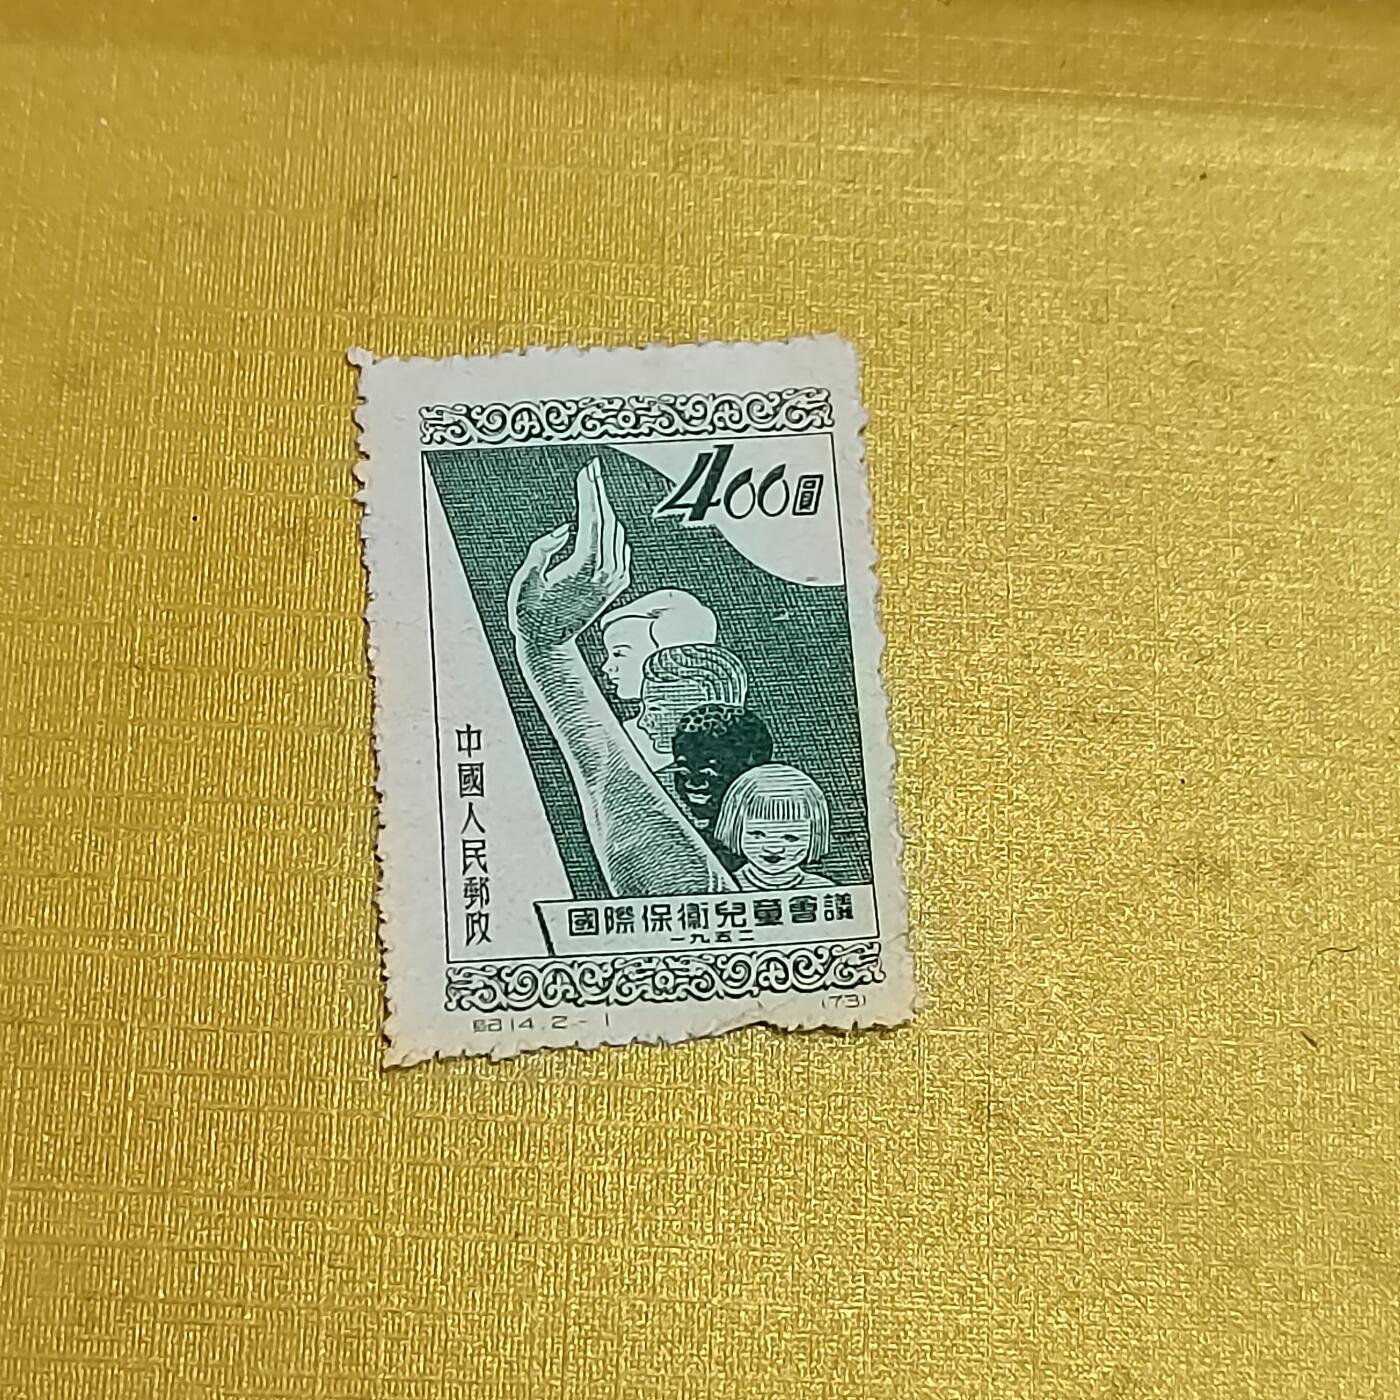 400圓
中國人民郵政
國際保衛兒童會議
一九五二
紀14.2-1
(73)